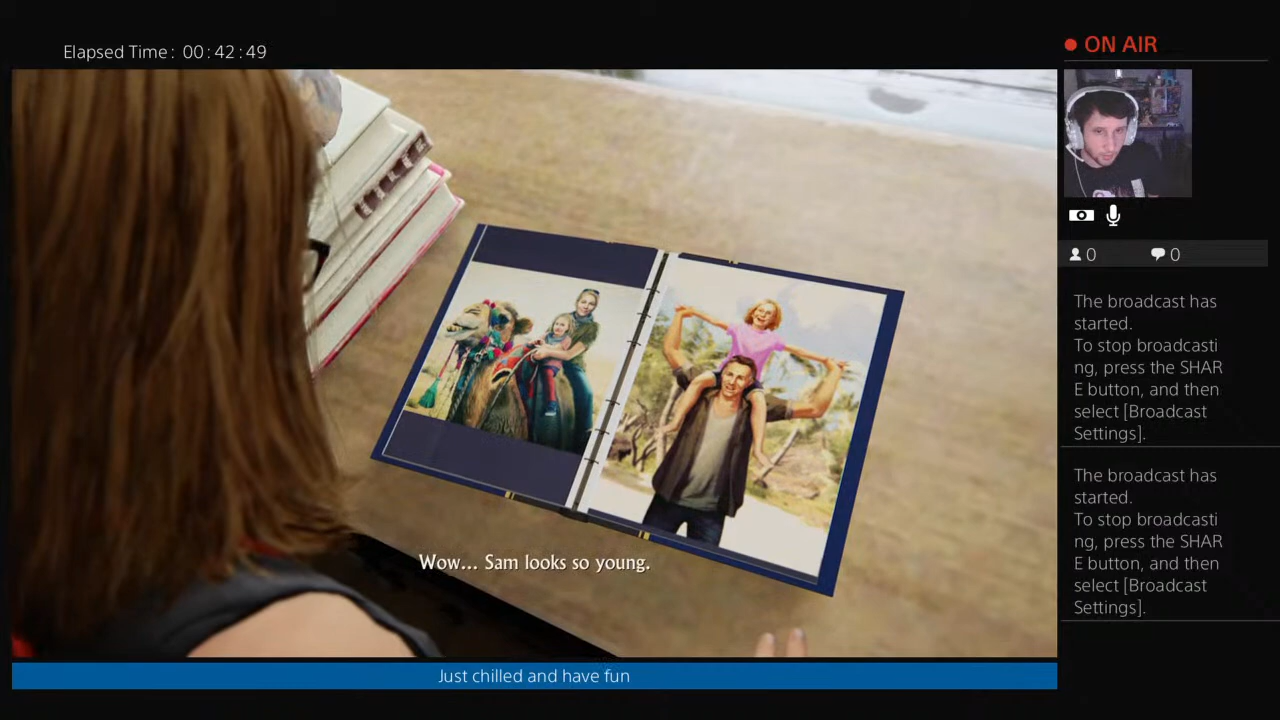 Elapsed Time: 00:42:49
ON AIR
0
0
The broadcast has
started.
To stop broadcasti
ng, press the SHAR
E button, and then
select [Broadcast
Settings].
The broadcast has
started.
To stop broadcasti
ng, press the SHAR
E button, and then
select [Broadcast
Settings].
Wow... Sam looks so young.
Just chilled and have fun